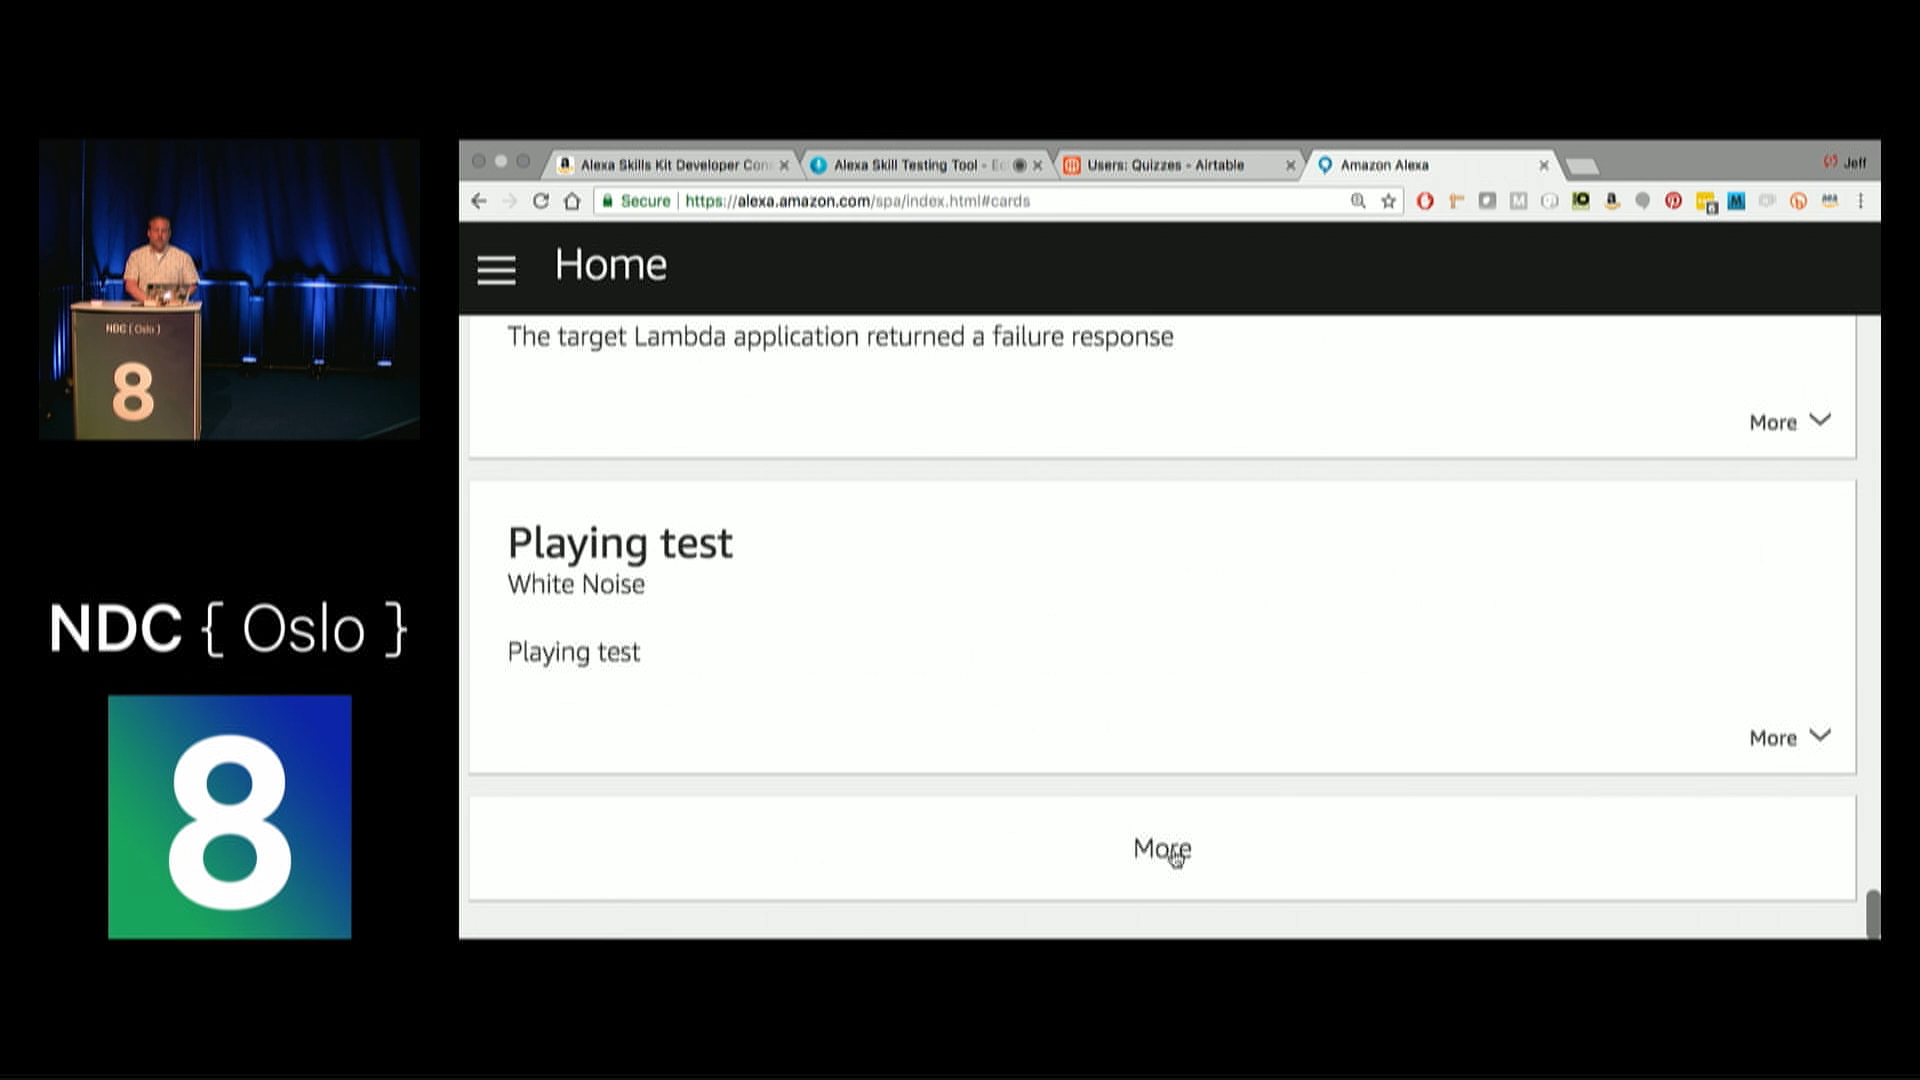 Alexa Skills Kit Developer Con
Alexa Skill Testing Tool - Ec
Users: Quizzes - Airtable
Amazon Alexa
Jeff
Secure
https://alexa.amazon.com/spa/index.html#cards
Home
The target Lambda application returned a failure response
More
Playing test
White Noise
Playing test
More
More
NDC { Oslo }
8
NDC { Oslo }
8